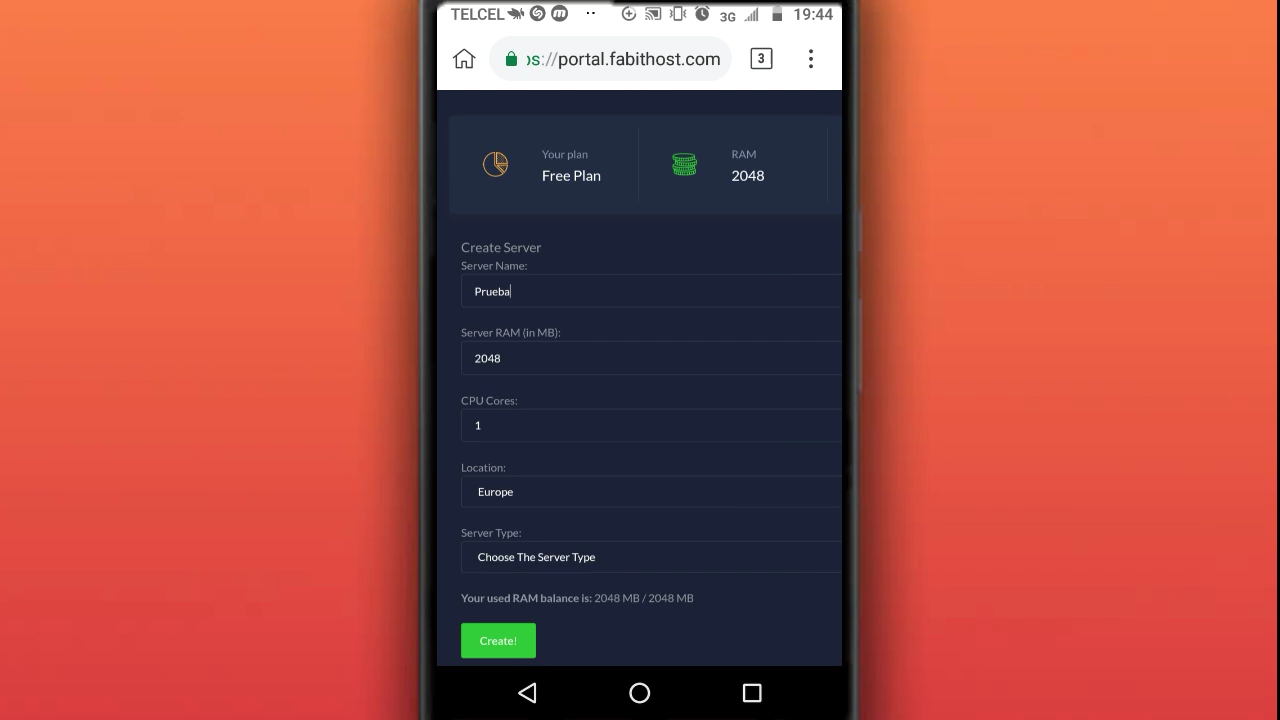 TELCEL
3G
19:44
ps://portal.fabithost.com
3
Your plan
Free Plan
RAM
2048
Create Server
Server Name:
Prueba
Server RAM (in MB):
2048
CPU Cores:
1
Location:
Europe
Server Type:
Choose The Server Type
Your used RAM balance is: 2048 MB / 2048 MB
Create!